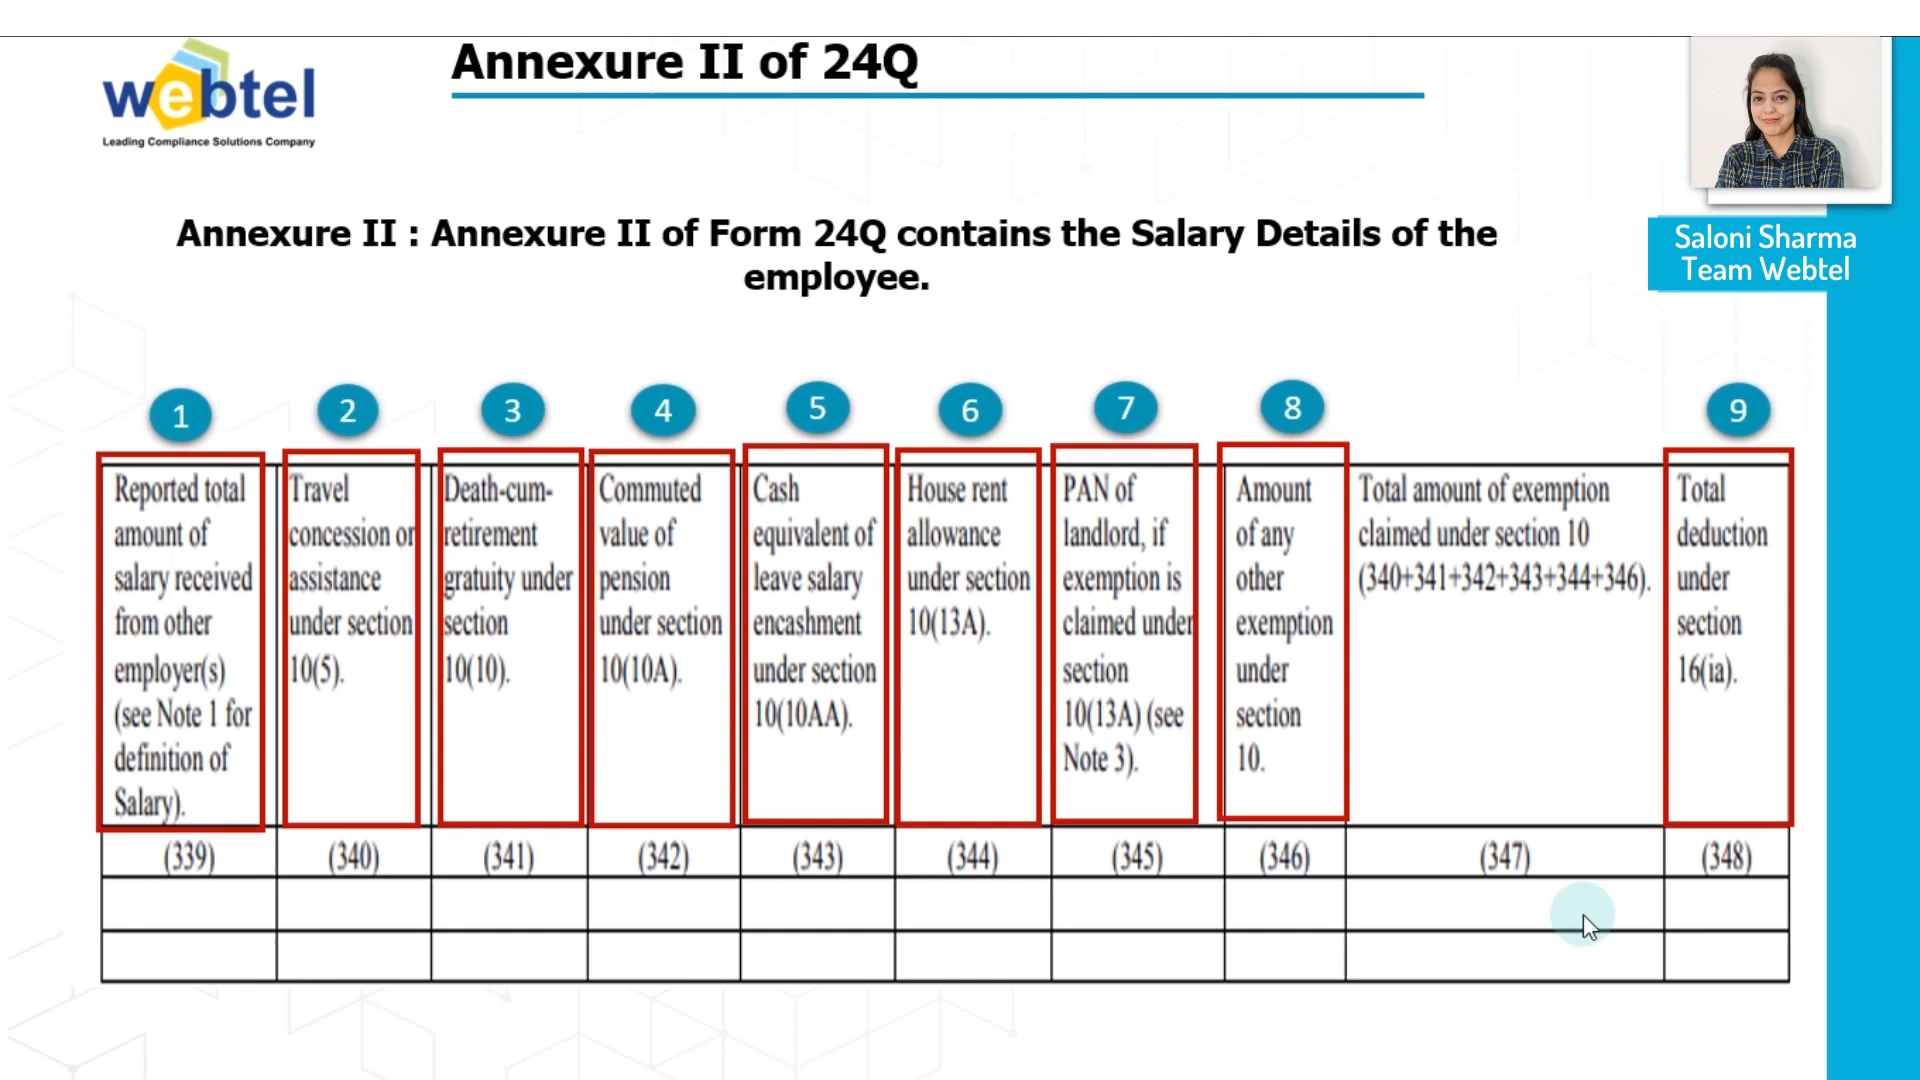 Annexure II of 24Q
webtel
Leading Compliance Solutions Company
Saloni Sharma
Team Webtel
Annexure II : Annexure II of Form 24Q contains the Salary Details of the
employee.
1
2
3
4
5
6
7
8
9
Reported total
amount of
salary received
from other
employer(s)
(see Note 1 for
definition of
Salary).
Travel
concession or
assistance
under section
10(5).
Death-cum-
retirement
gratuity under
section
10(10).
Commuted
value of
pension
under section
10(10A).
Cash
equivalent of
leave salary
encashment
under section
10(10AA).
House rent
allowance
under section
10(13A).
PAN of
landlord, if
exemption is
claimed under
section
10(13A) (see
Note 3).
Amount
of any
other
exemption
under
section
10.
Total amount of exemption
claimed under section 10
(340+341+342+343+344+346).
Total
deduction
under
section
16(ia).
(339)
(340)
(341)
(342)
(343)
(344)
(345)
(346)
(347)
(348)